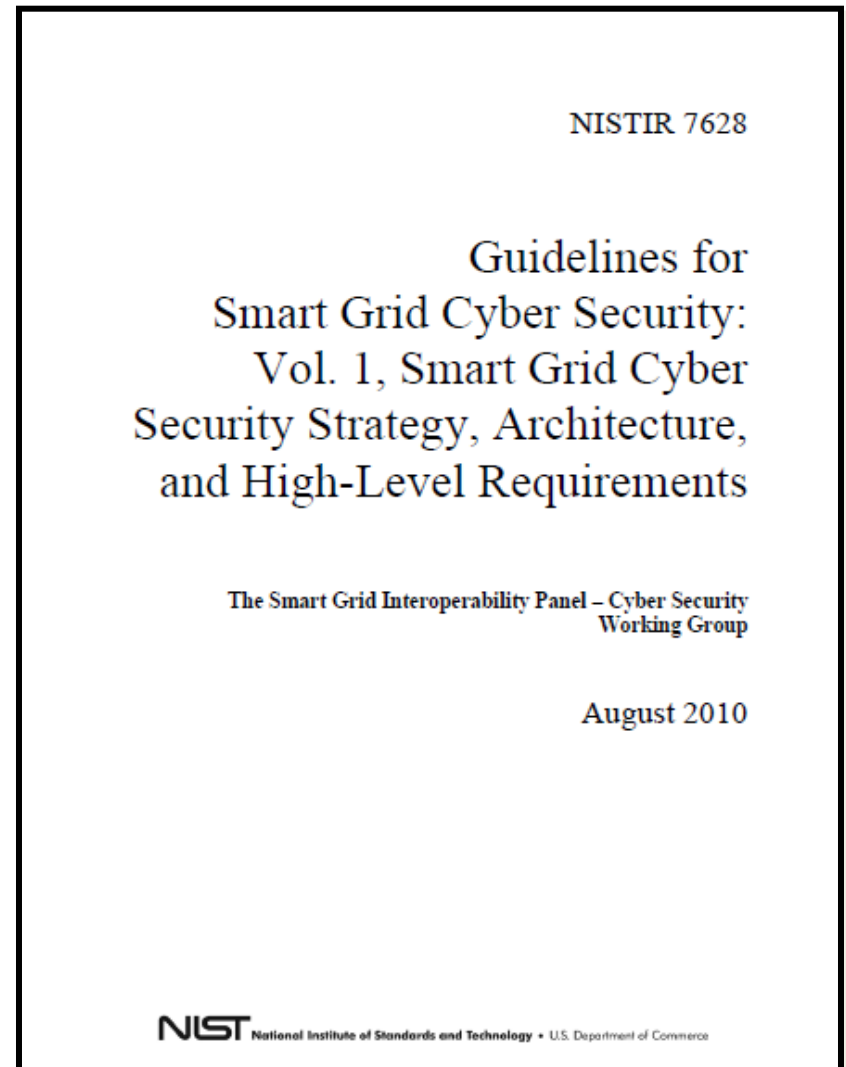 NISTIR 7628
Guidelines for
Smart Grid Cyber Security:
Vol. 1, Smart Grid Cyber
Security Strategy, Architecture,
and High-Level Requirements
The Smart Grid Interoperability Panel – Cyber Security
Working Group
August 2010
NIST National Institute of Standards and Technology • U.S. Department of Commerce